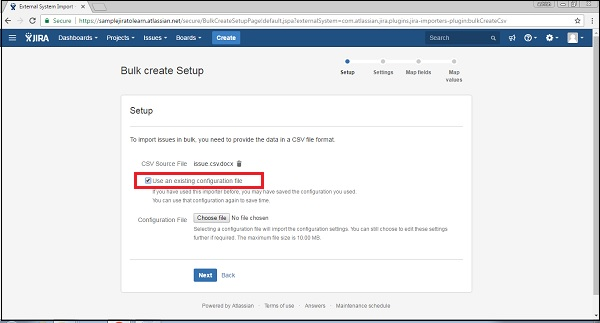 External System Import
Secure https://samplejiratolearn.atlassian.net/secure/BulkCreateSetupPage!default.jspa?externalSystem=com.atlassian.jira.plugins.jira-importers-plugin:bulkCreateCsv
JIRA Dashboards Projects Issues Boards Create Search
Bulk create Setup
Setup Settings Map fields Map values
Setup
To import issues in bulk, you need to provide the data in a CSV file format.
CSV Source File issue.csv.docx
Use an existing configuration file
If you have used this importer before, you may have saved the configuration you used.
You can use that configuration again to save time.
Configuration File Choose file No file chosen
Selecting a configuration file will import the configuration settings. You can still choose to edit these settings
further if required. The maximum file size is 10.00 MB.
Next Back
Powered by Atlassian · Terms of use · Answers · Maintenance schedule